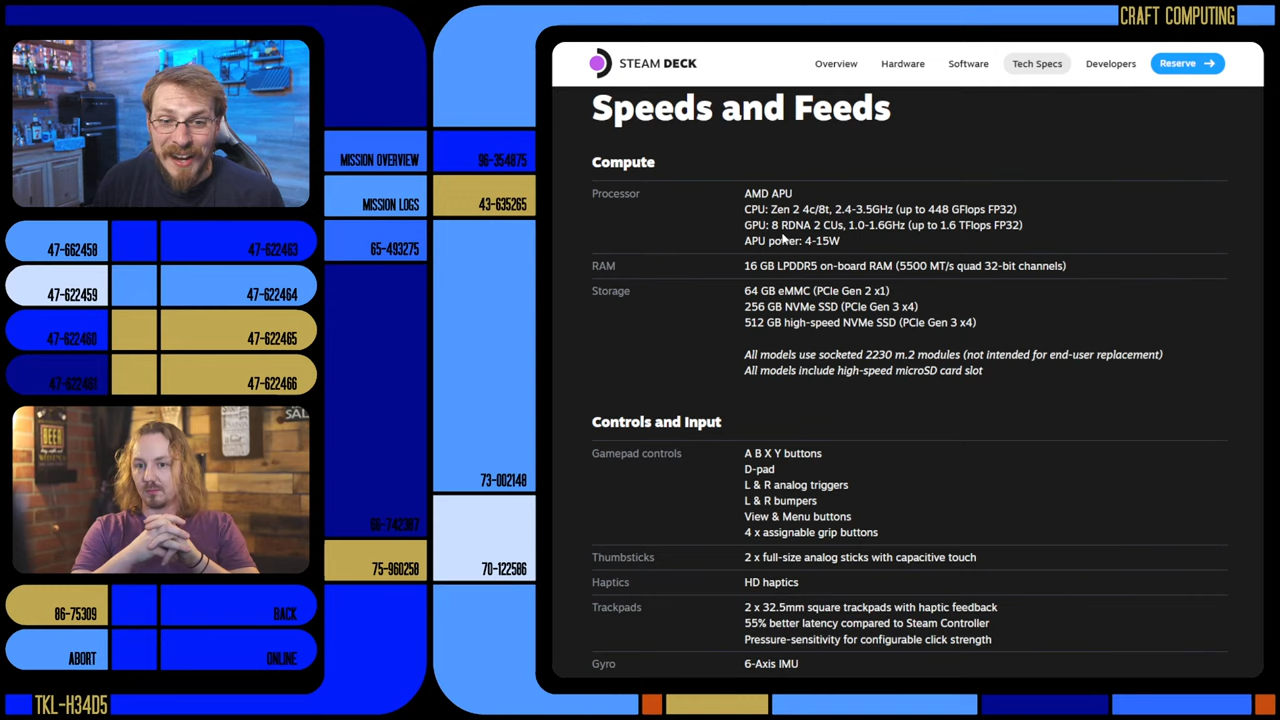 CRAFT COMPUTING
STEAM DECK
Overview
Hardware
Software
Tech Specs
Developers
Reserve →
Speeds and Feeds
Compute
Processor
AMD APU
CPU: Zen 2 4c/8t, 2.4-3.5GHz (up to 448 GFlops FP32)
GPU: 8 RDNA 2 CUs, 1.0-1.6GHz (up to 1.6 TFlops FP32)
APU power: 4-15W
RAM
16 GB LPDDR5 on-board RAM (5500 MT/s quad 32-bit channels)
Storage
64 GB eMMC (PCIe Gen 2 x1)
256 GB NVMe SSD (PCIe Gen 3 x4)
512 GB high-speed NVMe SSD (PCIe Gen 3 x4)
All models use socketed 2230 m.2 modules (not intended for end-user replacement)
All models include high-speed microSD card slot
Controls and Input
Gamepad controls
A B X Y buttons
D-pad
L & R analog triggers
L & R bumpers
View & Menu buttons
4 x assignable grip buttons
Thumbsticks
2 x full-size analog sticks with capacitive touch
Haptics
HD haptics
Trackpads
2 x 32.5mm square trackpads with haptic feedback
55% better latency compared to Steam Controller
Pressure-sensitivity for configurable click strength
Gyro
6-Axis IMU
MISSION OVERVIEW
96-354875
MISSION LOGS
43-635265
65-493275
73-002148
66-742387
75-960258
70-122586
47-662458
47-622463
47-622459
47-622464
47-622460
47-622465
47-622461
47-622466
BEER
SAL
86-75309
BACK
ABORT
ONLINE
TKL-H34D5